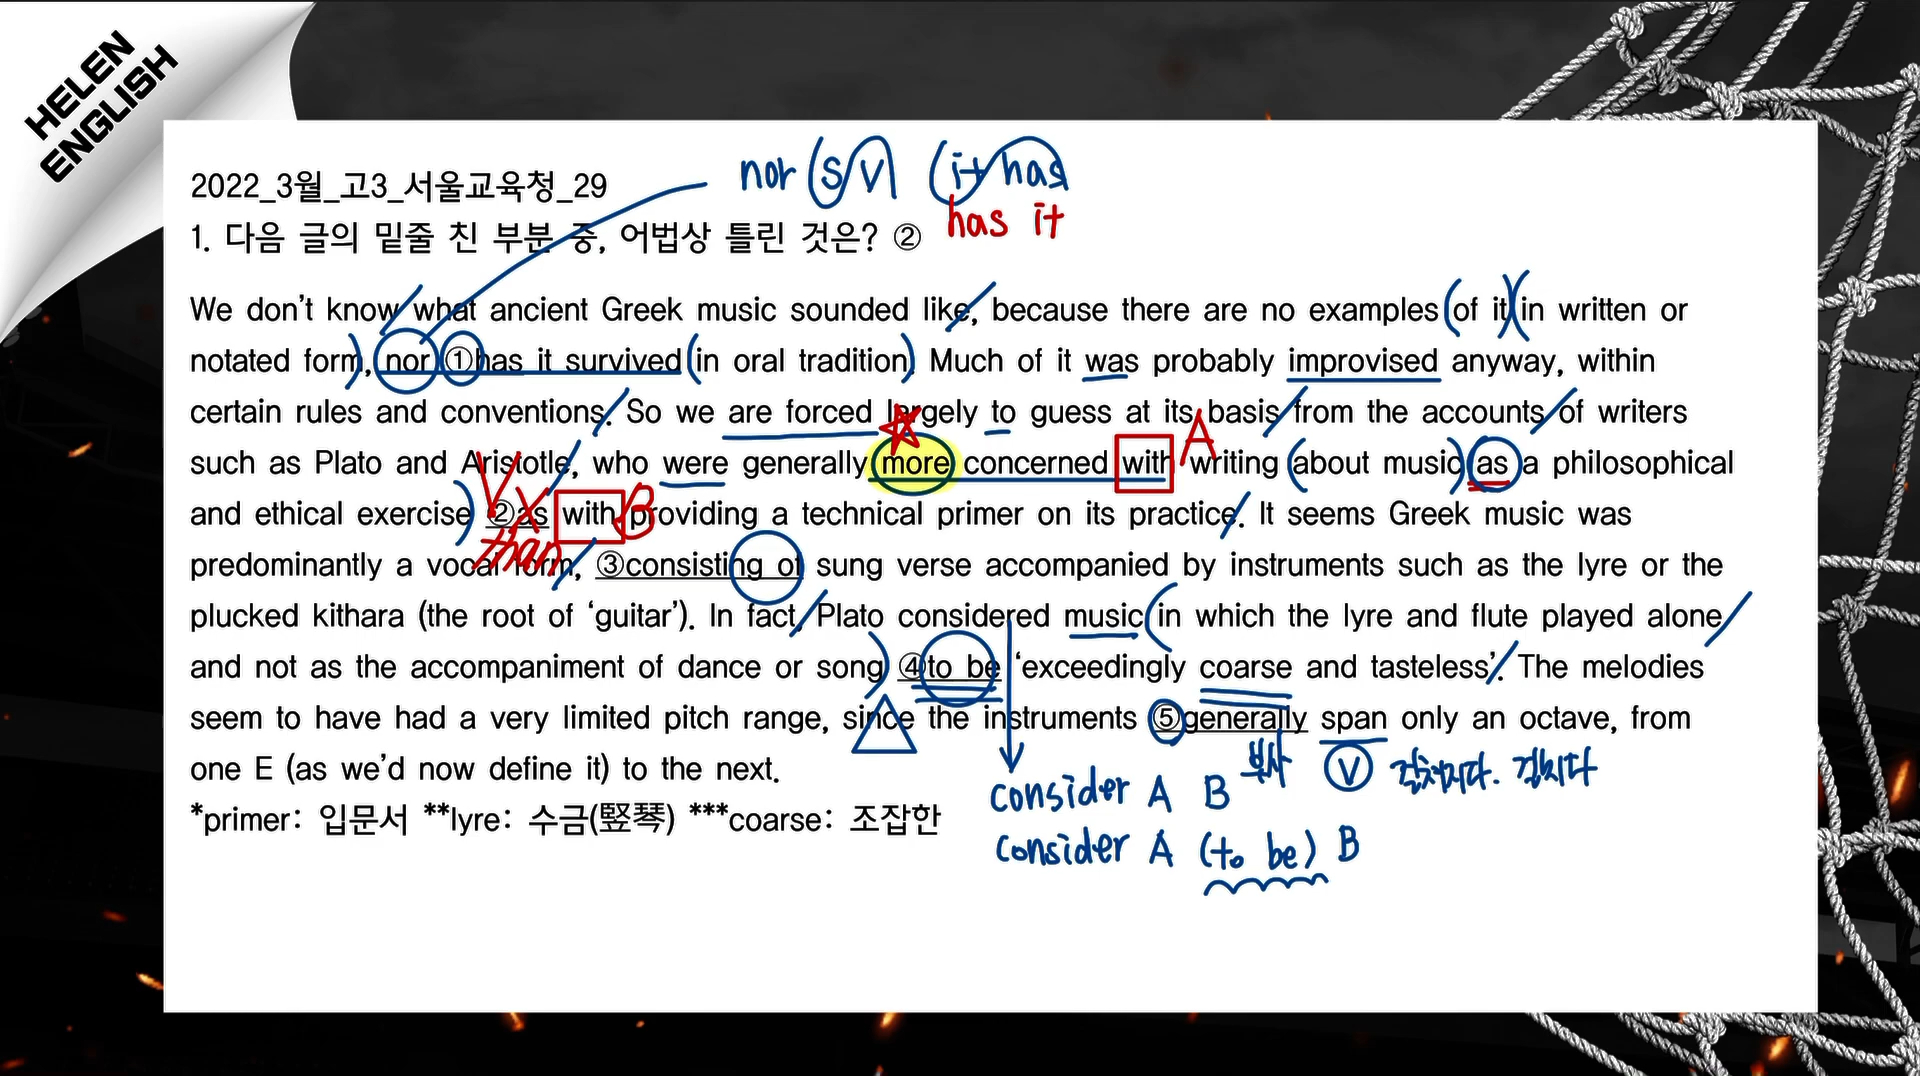 HELEN
ENGLISH
nor (S V) (it has
has it
2022_3월_고3_서울교육청_29
1. 다음 글의 밑줄 친 부분 중, 어법상 틀린 것은? ②
We don't know what ancient Greek music sounded like, because there are no examples of it in written or
notated form, nor ①has it survived in oral tradition. Much of it was probably improvised anyway, within
certain rules and conventions. So we are forced largely to guess at its basis from the accounts of writers
A
such as Plato and Aristotle, who were generally more concerned with writing about music as a philosophical
and ethical exercise ②as with providing a technical primer on its practice. It seems Greek music was
B
than
predominantly a vocal form, ③consisting of sung verse accompanied by instruments such as the lyre or the
plucked kithara (the root of 'guitar'). In fact, Plato considered music in which the lyre and flute played alone
and not as the accompaniment of dance or song ④to be 'exceedingly coarse and tasteless'. The melodies
seem to have had a very limited pitch range, since the instruments ⑤generally span only an octave, from
one E (as we'd now define it) to the next.
부사 V 걸쳐지다. 걸치다
consider A B
*primer: 입문서 **lyre: 수금(竪琴) ***coarse: 조잡한
consider A (to be) B